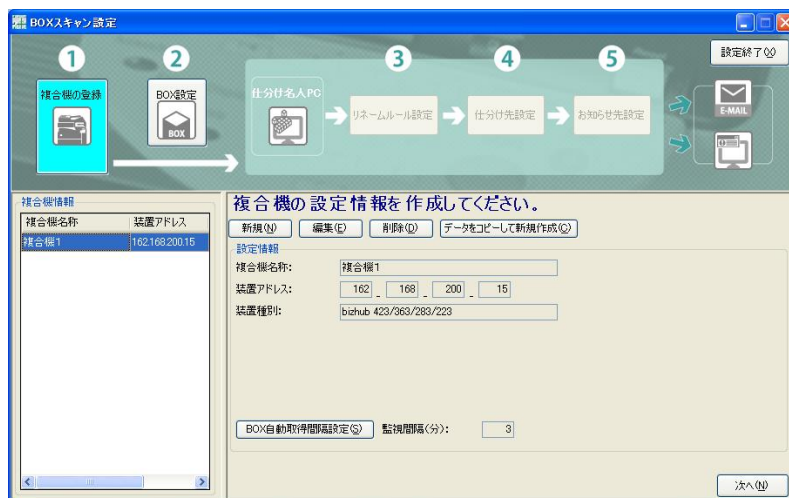 BOXスキャン設定
設定終了(X)
1
2
3
4
5
複合機の登録
BOX設定
BOX
仕分け名人PC
リネームルール設定
仕分け先設定
お知らせ先設定
E-MAIL
複合機情報
複合機名称
装置アドレス
複合機1
162.168.200.15
複合機の設定情報を作成してください。
新規(N)
編集(E)
削除(D)
データをコピーして新規作成(C)
設定情報
複合機名称:
複合機1
装置アドレス:
162 . 168 . 200 . 15
装置種別:
bizhub 423/363/283/223
BOX自動取得間隔設定(S)
監視間隔(分):
3
次へ(N)